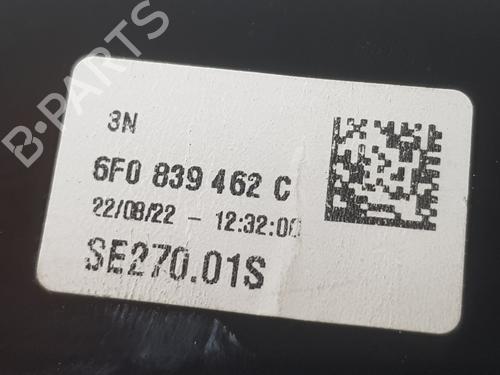 B-PARTS
3N
6F0 839 462 C
22/08/22 - 12:32:00
SE270.01S